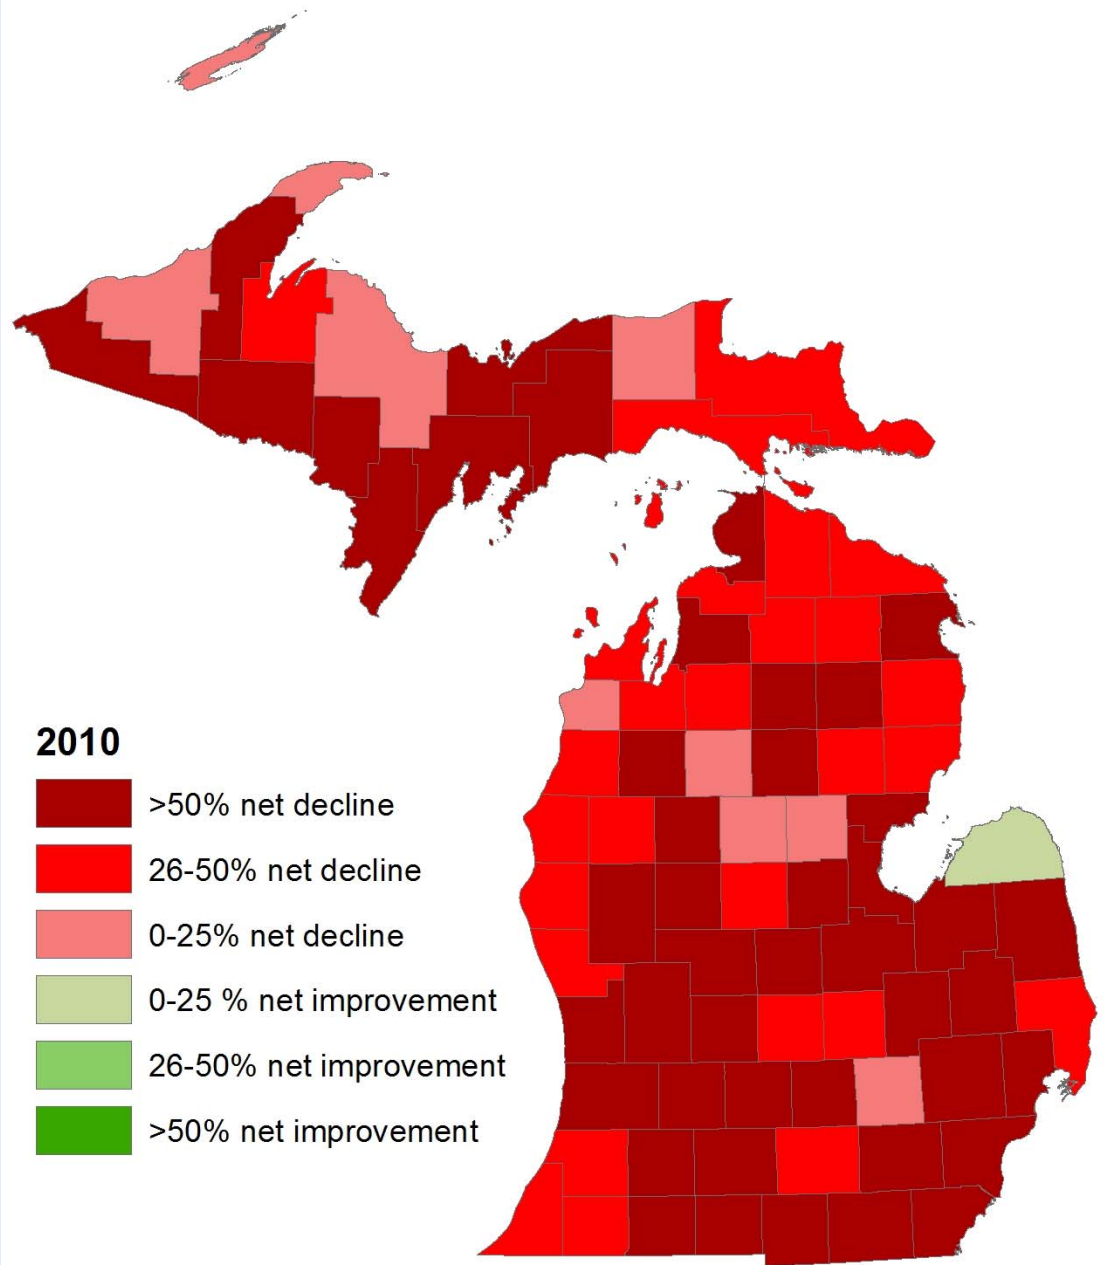 2010
>50% net decline
26-50% net decline
0-25% net decline
0-25 % net improvement
26-50% net improvement
>50% net improvement